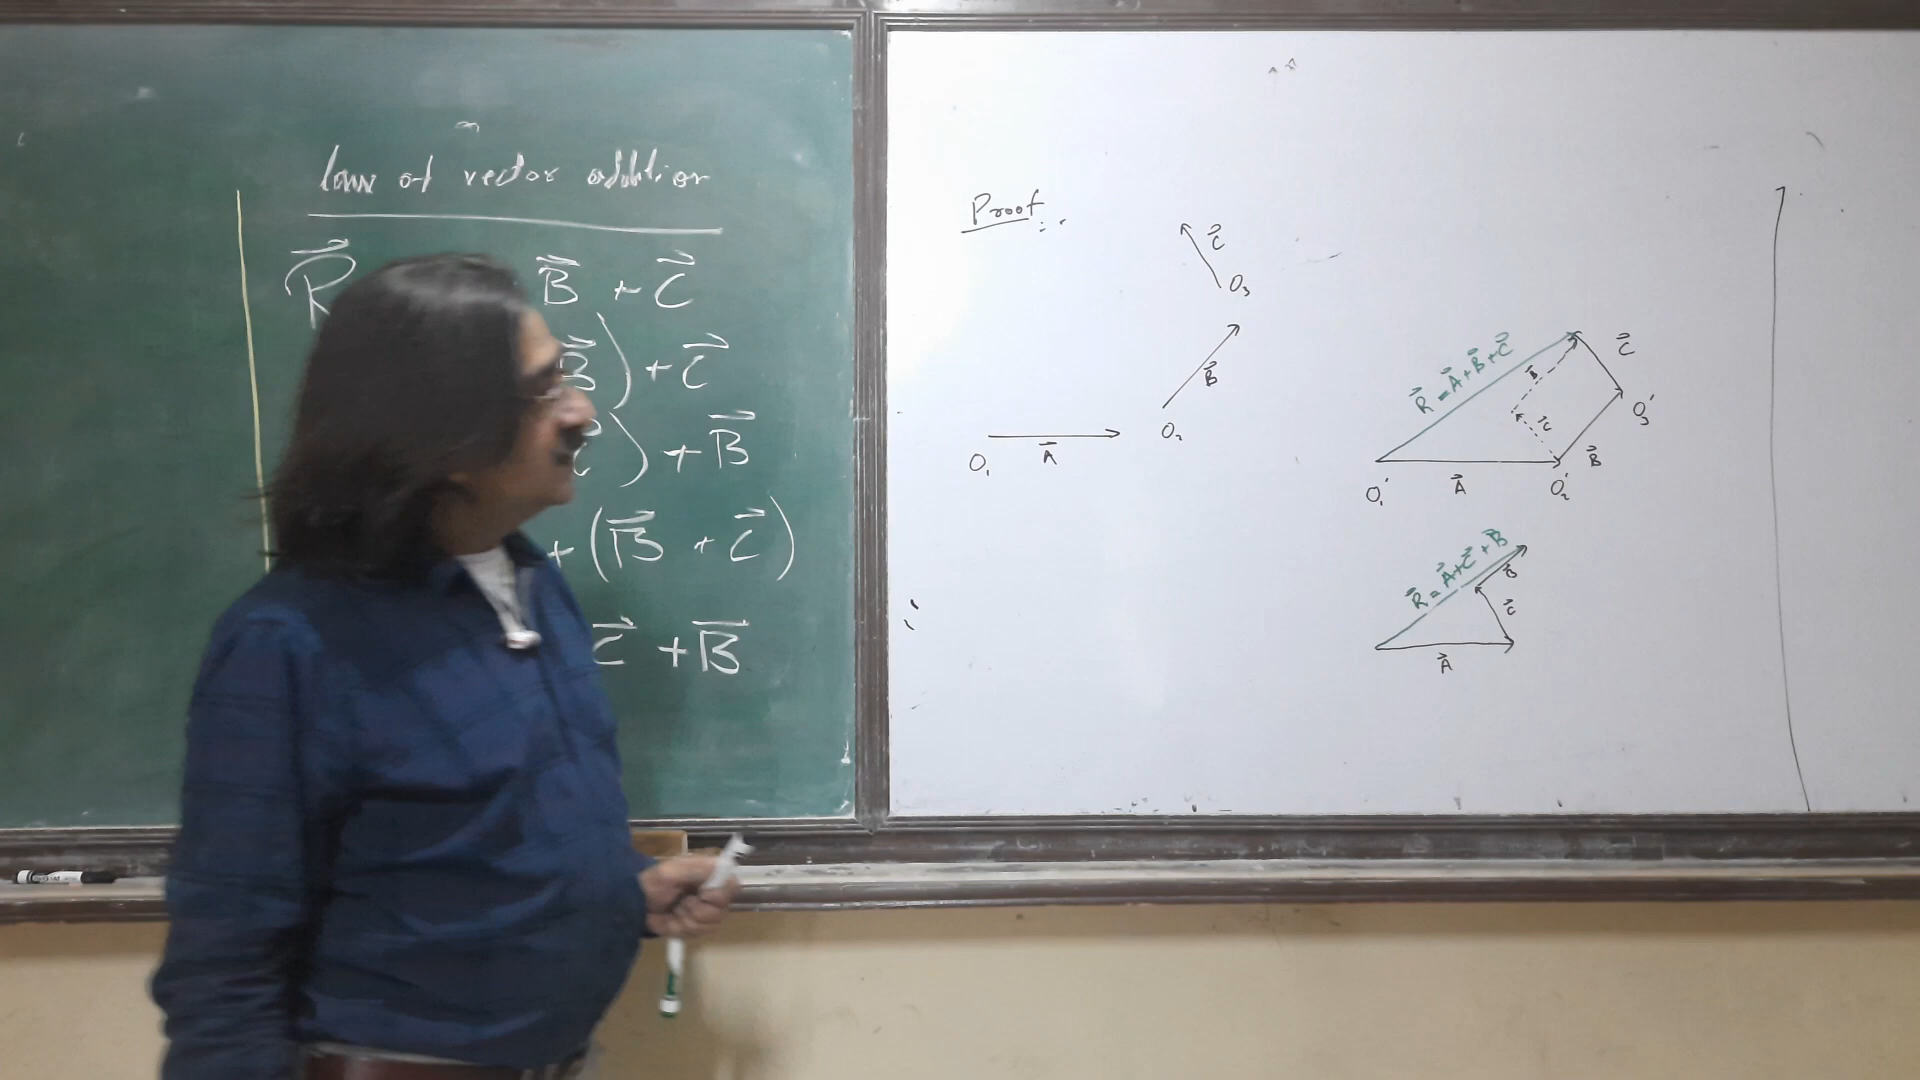 law of vector addition
R⃗ B⃗ + C⃗
B⃗) + C⃗
C⃗) + B⃗
+ (B⃗ + C⃗)
C⃗ + B⃗
Proof :.
C⃗
O₃
B⃗
O₂
O₁
A⃗
R⃗ = A⃗ + B⃗ + C⃗
C⃗
B⃗
C⃗
O₃'
B⃗
O₁'
A⃗
O₂'
R⃗ = A⃗ + C⃗ + B⃗
B⃗
C⃗
A⃗